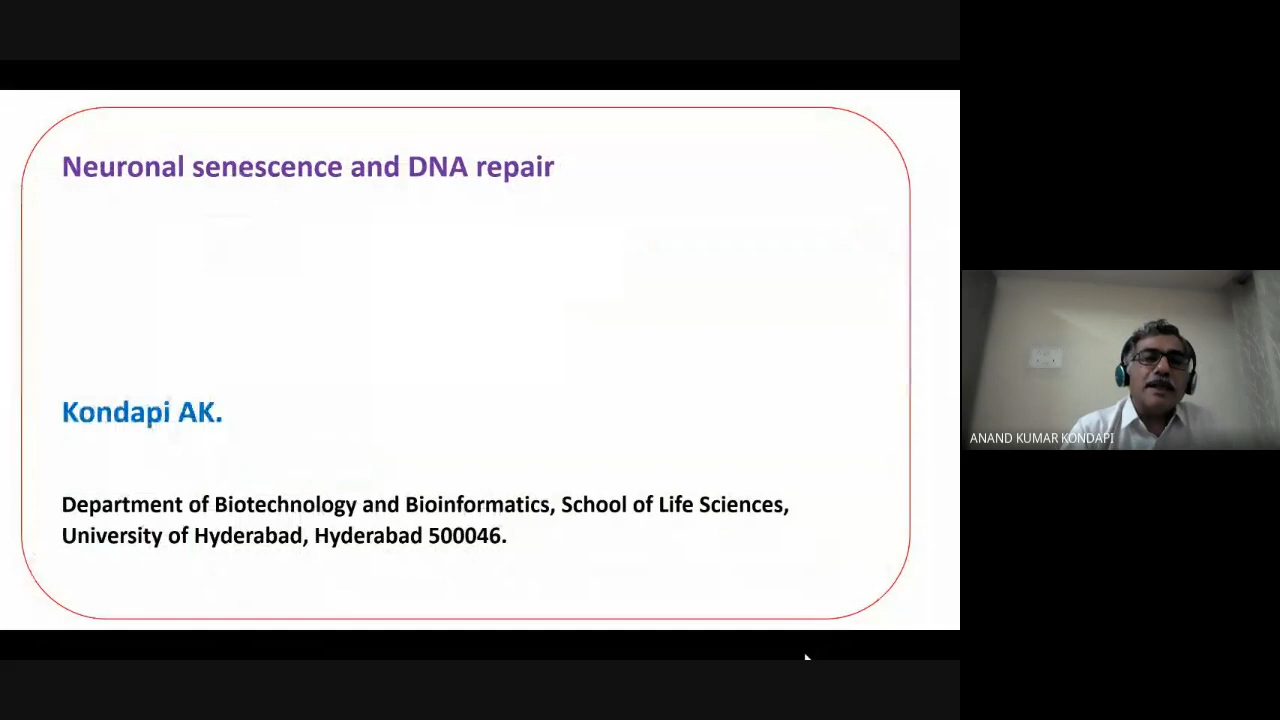 Neuronal senescence and DNA repair
Kondapi AK.
Department of Biotechnology and Bioinformatics, School of Life Sciences,
University of Hyderabad, Hyderabad 500046.
ANAND KUMAR KONDAPI